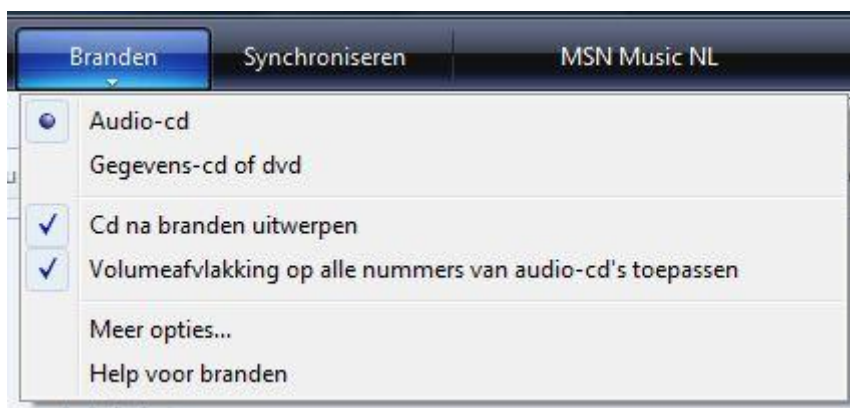 Branden Synchroniseren MSN Music NL
Audio-cd
Gegevens-cd of dvd
Cd na branden uitwerpen
Volumeafvlakking op alle nummers van audio-cd's toepassen
Meer opties...
Help voor branden